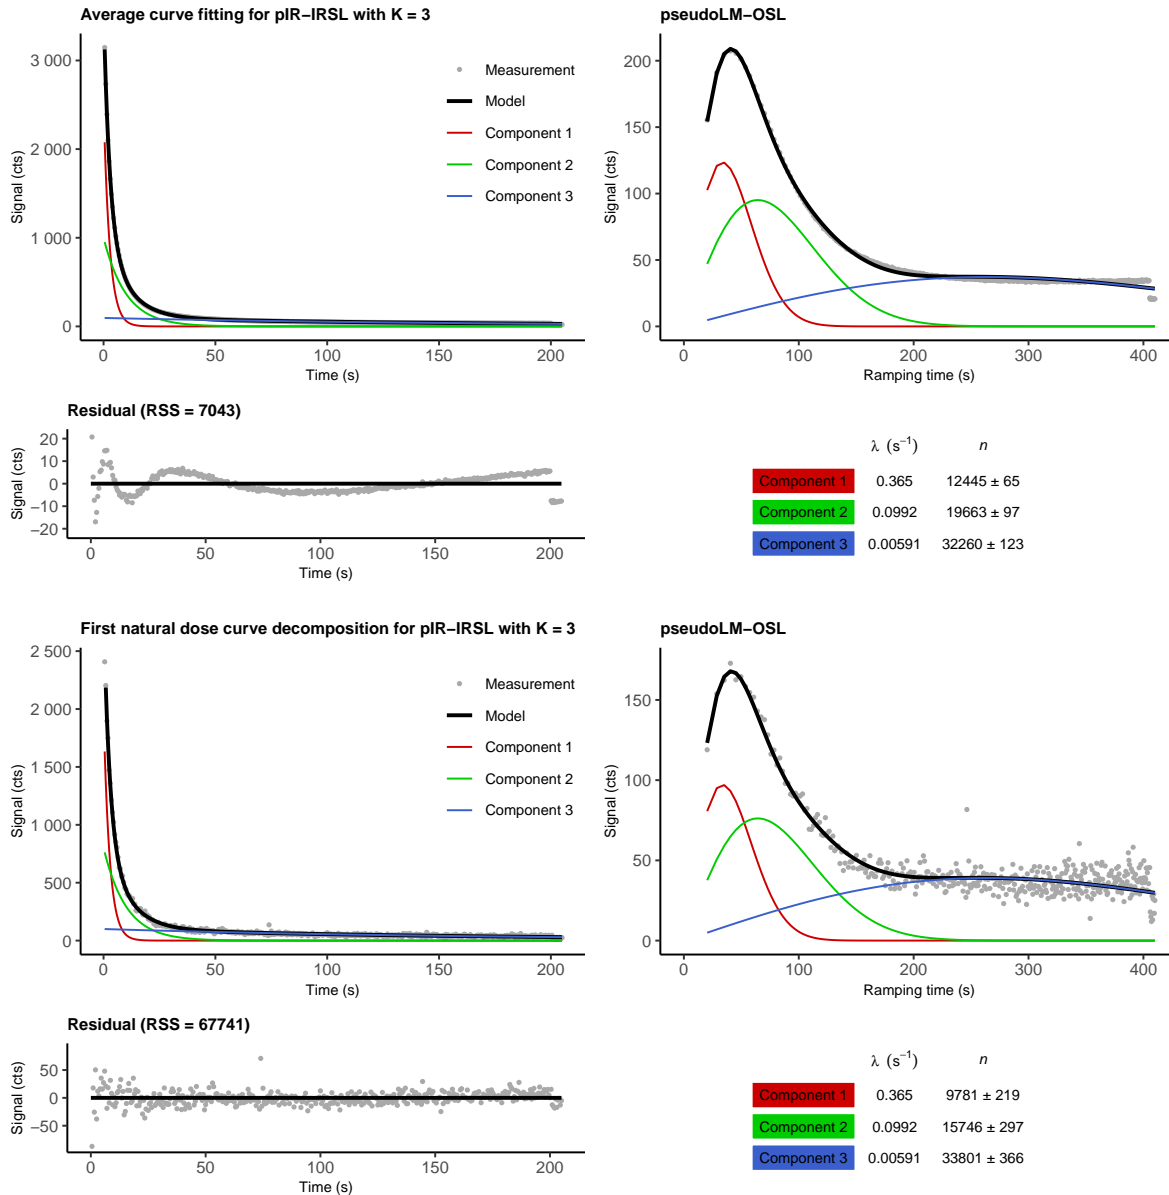 Average curve fitting for pIR−IRSL with K = 3
3 000
2 000
1 000
0
Signal (cts)
Measurement
Model
Component 1
Component 2
Component 3
0 50 100 150 200
Time (s)
pseudoLM−OSL
200
150
100
50
0
Signal (cts)
0 100 200 300 400
Ramping time (s)
Residual (RSS = 7043)
20
10
0
−10
−20
Signal (cts)
0 50 100 150 200
Time (s)
λ (s⁻¹) n
Component 1 0.365 12445 ± 65
Component 2 0.0992 19663 ± 97
Component 3 0.00591 32260 ± 123
First natural dose curve decomposition for pIR−IRSL with K = 3
2 500
2 000
1 500
1 000
500
0
Signal (cts)
Measurement
Model
Component 1
Component 2
Component 3
0 50 100 150 200
Time (s)
pseudoLM−OSL
150
100
50
0
Signal (cts)
0 100 200 300 400
Ramping time (s)
Residual (RSS = 67741)
50
0
−50
Signal (cts)
0 50 100 150 200
Time (s)
λ (s⁻¹) n
Component 1 0.365 9781 ± 219
Component 2 0.0992 15746 ± 297
Component 3 0.00591 33801 ± 366